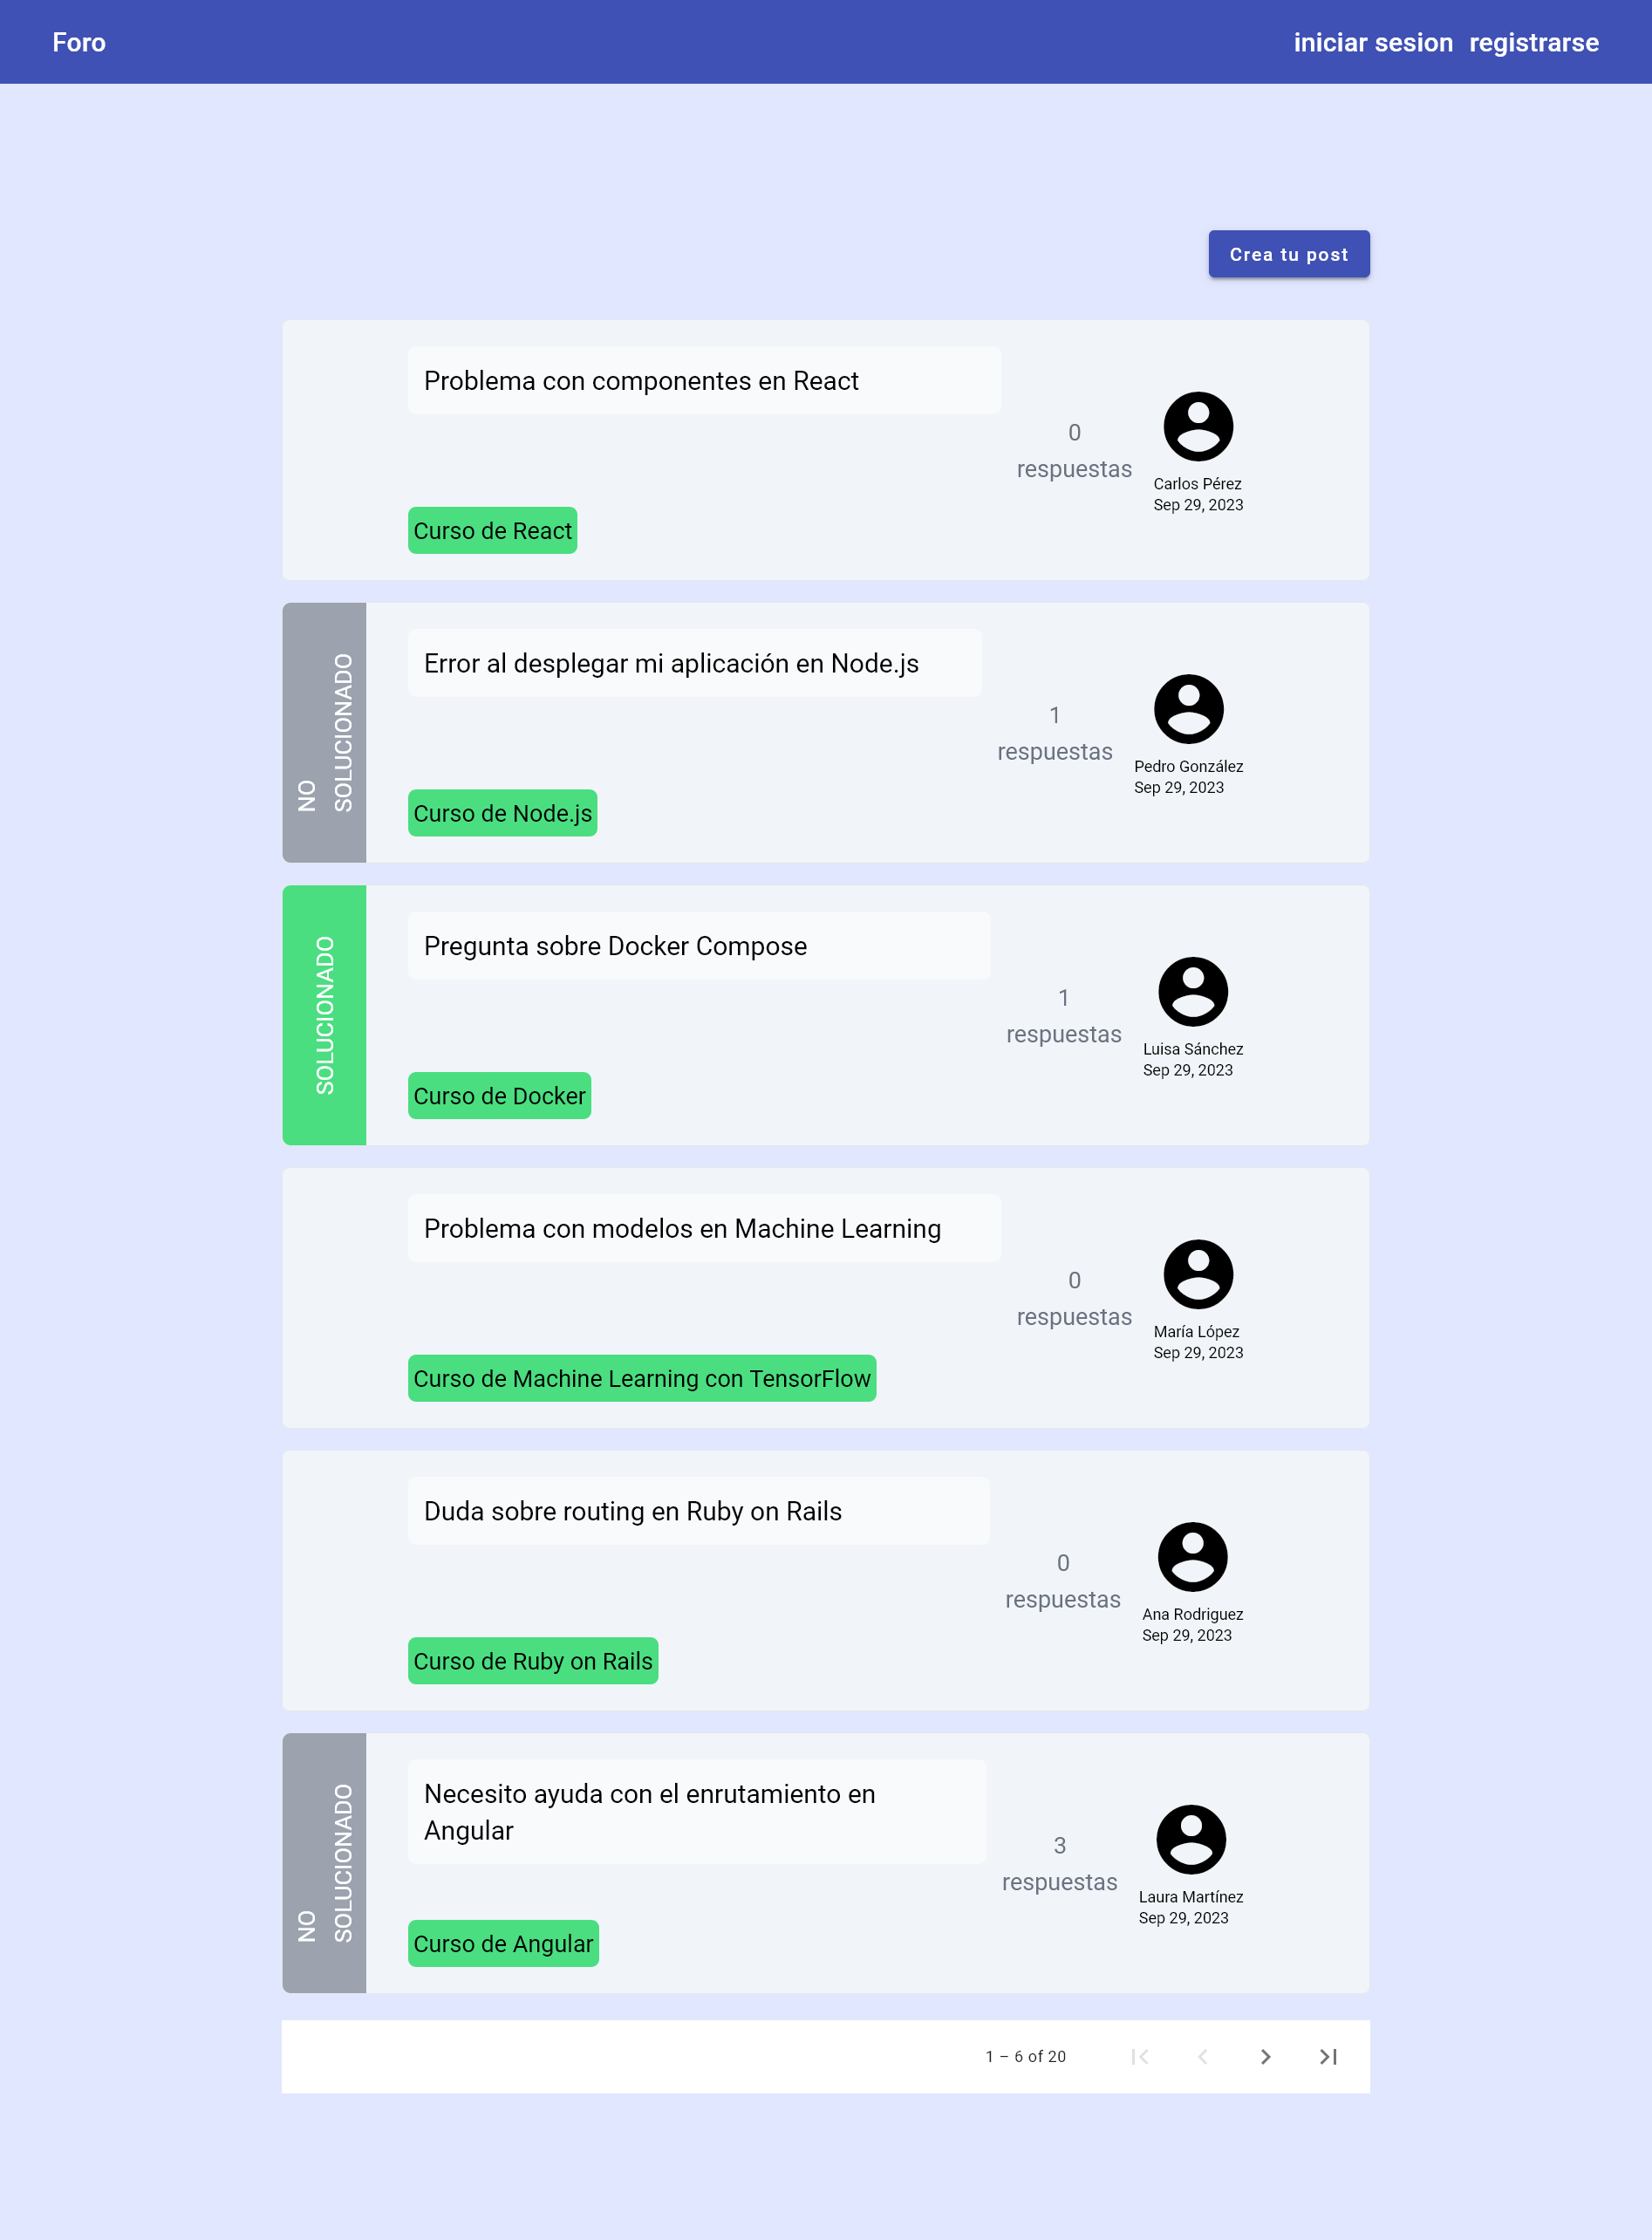 Foro
iniciar sesion registrarse
Crea tu post
Problema con componentes en React
0
respuestas
Carlos Pérez
Sep 29, 2023
Curso de React
NO
SOLUCIONADO
Error al desplegar mi aplicación en Node.js
1
respuestas
Pedro González
Sep 29, 2023
Curso de Node.js
SOLUCIONADO
Pregunta sobre Docker Compose
1
respuestas
Luisa Sánchez
Sep 29, 2023
Curso de Docker
Problema con modelos en Machine Learning
0
respuestas
María López
Sep 29, 2023
Curso de Machine Learning con TensorFlow
Duda sobre routing en Ruby on Rails
0
respuestas
Ana Rodriguez
Sep 29, 2023
Curso de Ruby on Rails
NO
SOLUCIONADO
Necesito ayuda con el enrutamiento en
Angular
3
respuestas
Laura Martínez
Sep 29, 2023
Curso de Angular
1 – 6 of 20